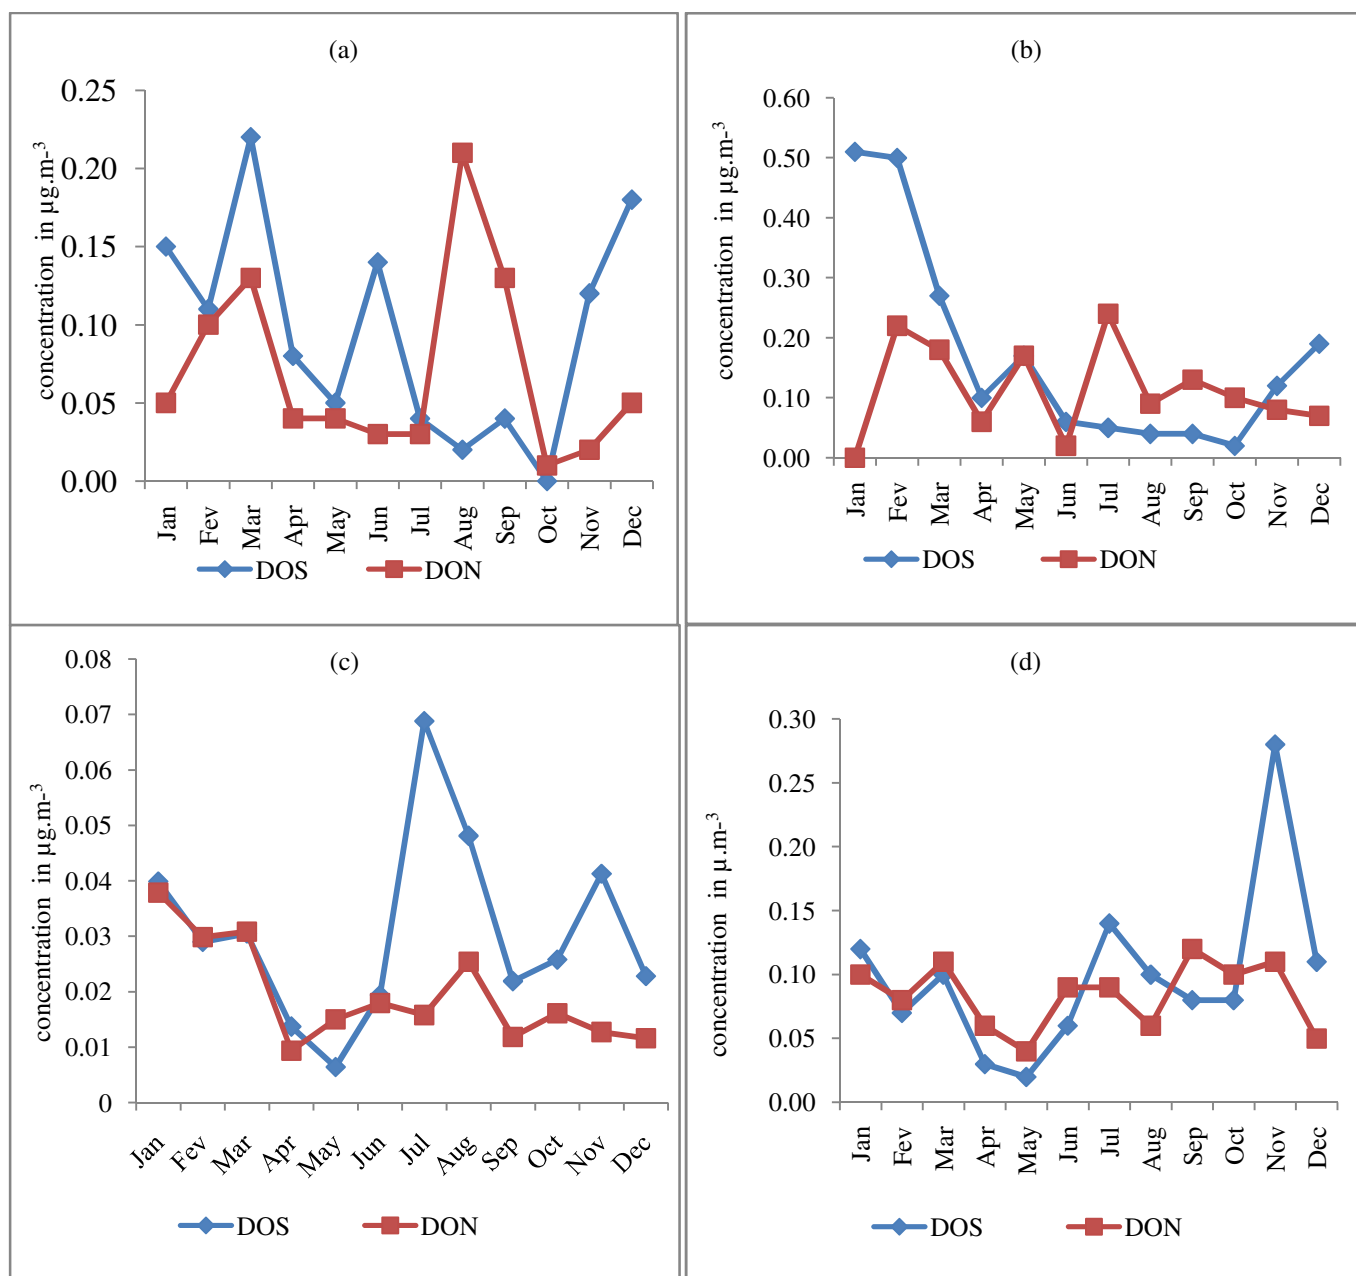 (a)
concentration in µg.m-³
0.25
0.20
0.15
0.10
0.05
0.00
Jan
Fev
Mar
Apr
May
Jun
Jul
Aug
Sep
Oct
Nov
Dec
DOS
DON
(b)
concentration in µg.m-³
0.60
0.50
0.40
0.30
0.20
0.10
0.00
Jan
Fev
Mar
Apr
May
Jun
Jul
Aug
Sep
Oct
Nov
Dec
DOS
DON
(c)
concentration in µg.m-³
0.08
0.07
0.06
0.05
0.04
0.03
0.02
0.01
0
Jan
Fev
Mar
Apr
May
Jun
Jul
Aug
Sep
Oct
Nov
Dec
DOS
DON
(d)
concentration in µ.m-³
0.30
0.25
0.20
0.15
0.10
0.05
0.00
Jan
Fev
Mar
Apr
May
Jun
Jul
Aug
Sep
Oct
Nov
Dec
DOS
DON